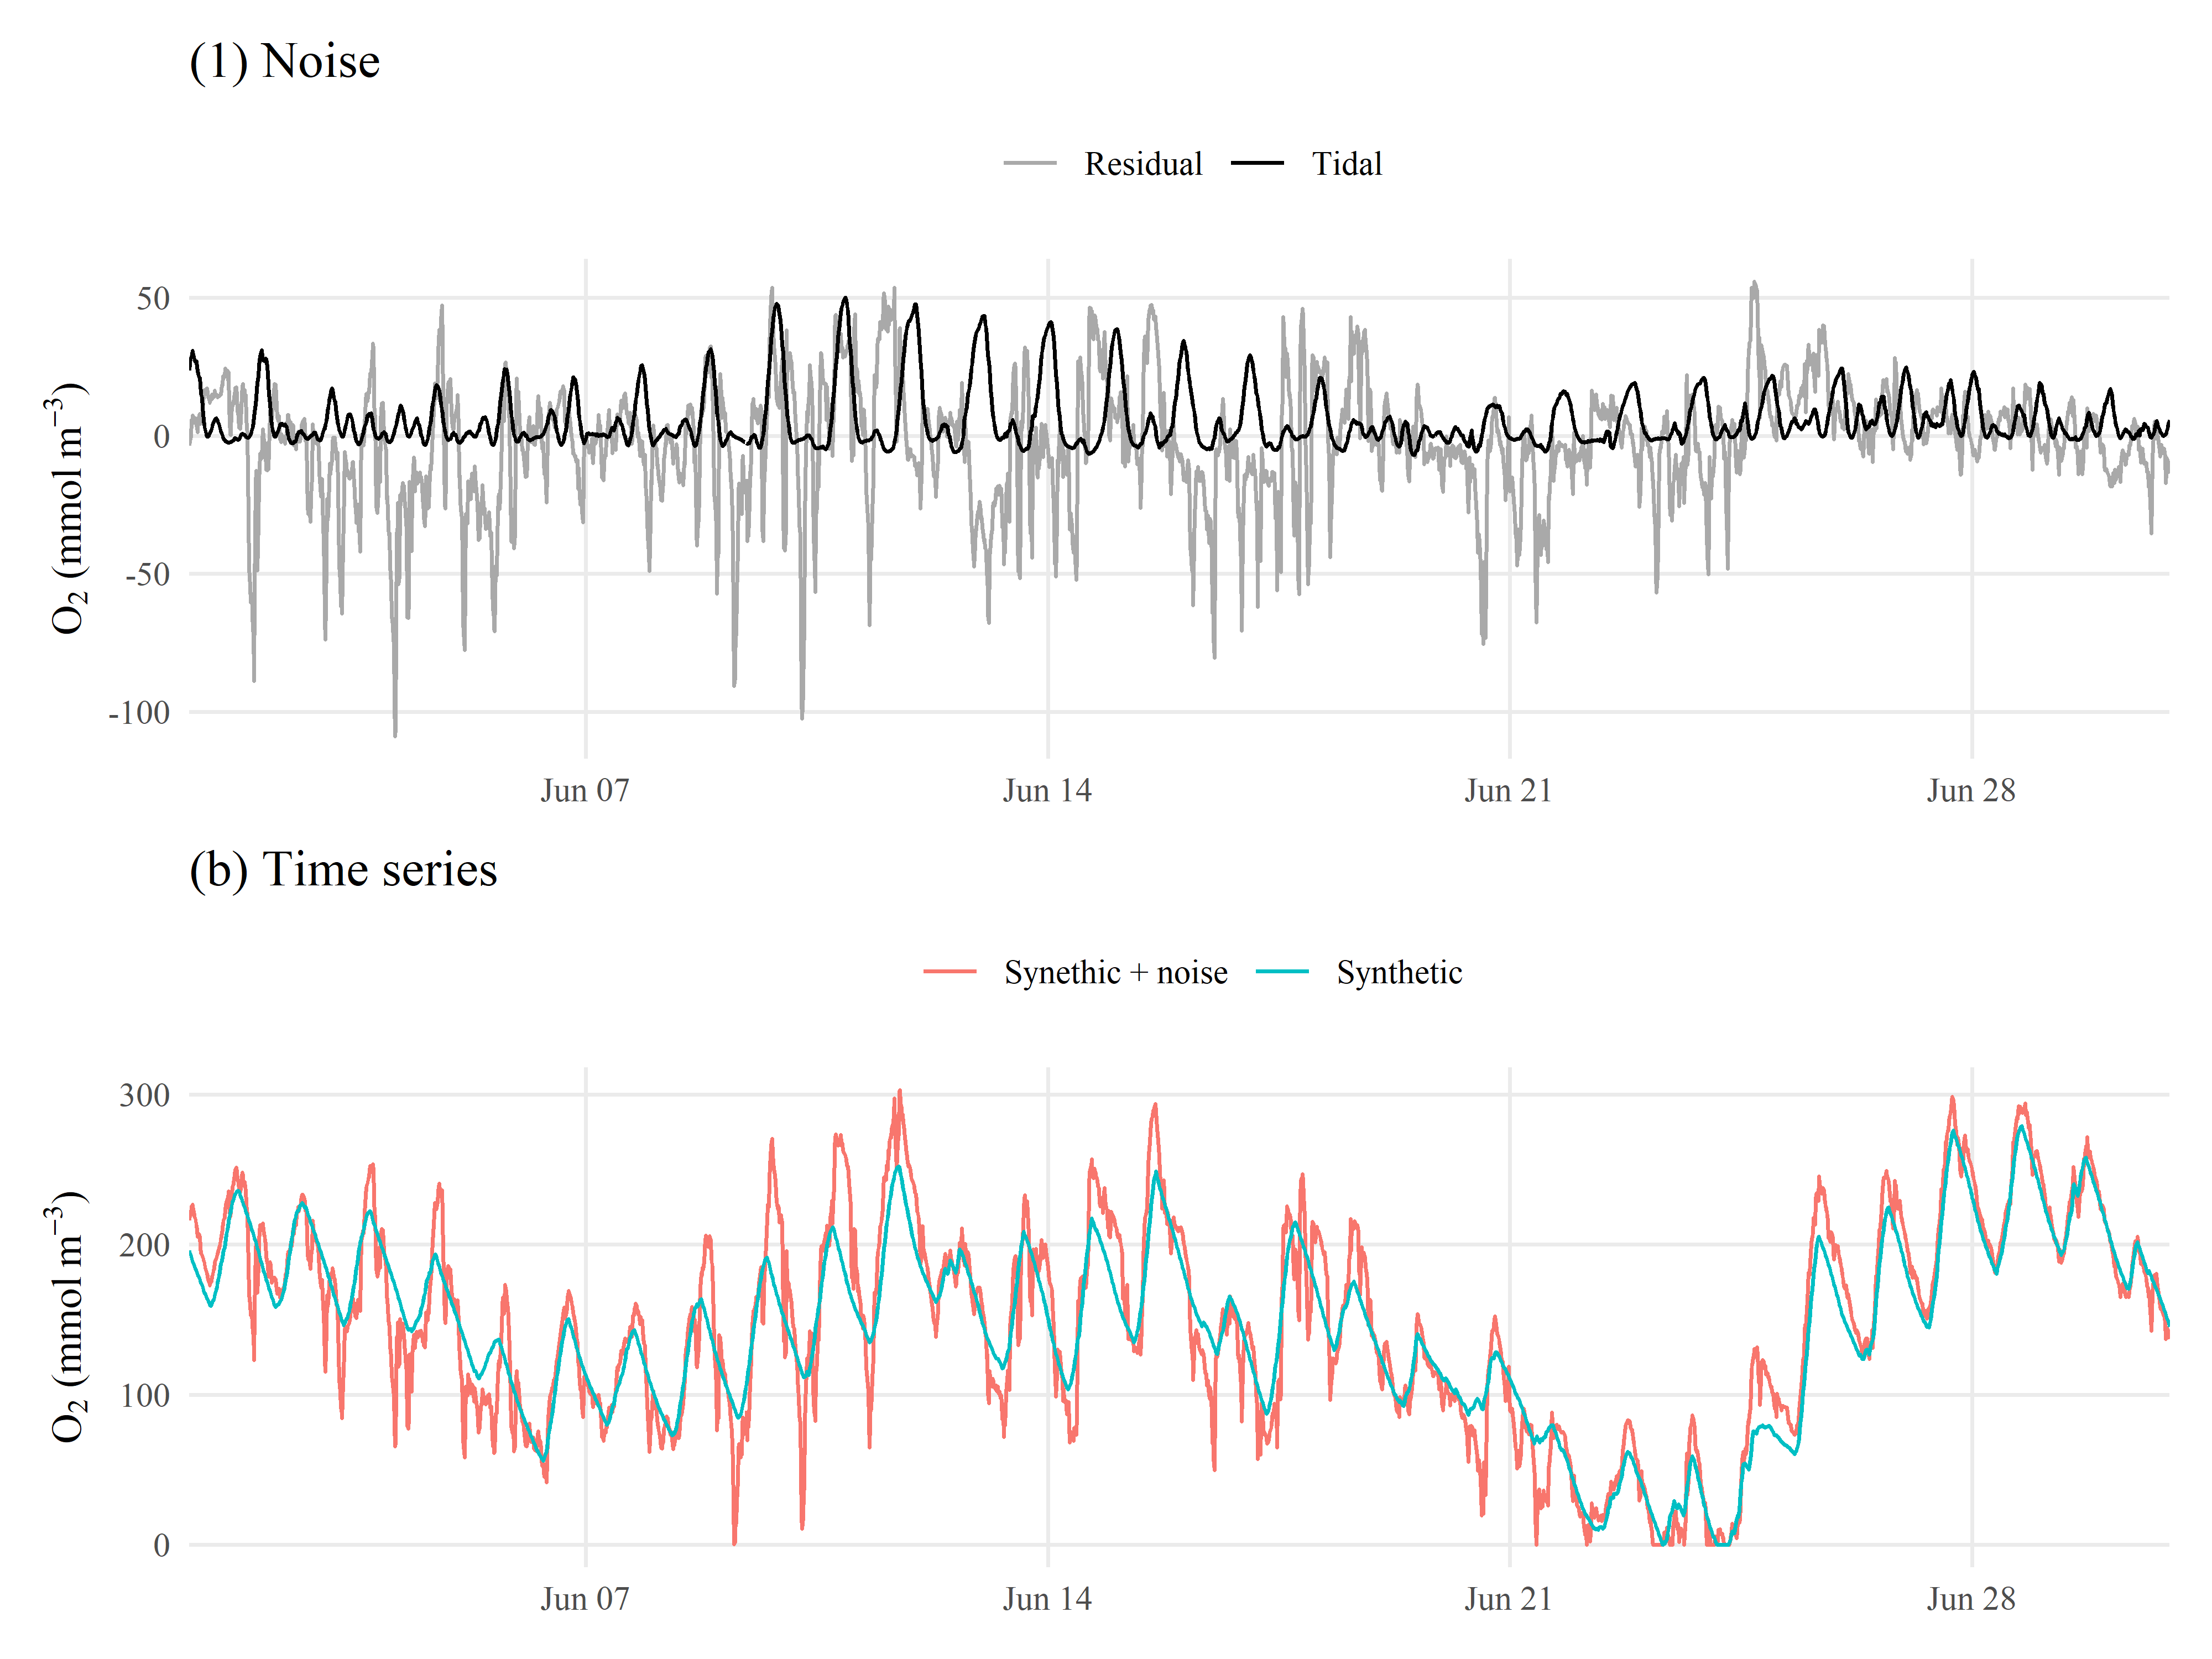 (1) Noise
Residual Tidal
50
0
-50
-100
O₂ (mmol m⁻³)
Jun 07 Jun 14 Jun 21 Jun 28
(b) Time series
Synethic + noise Synthetic
300
200
100
0
O₂ (mmol m⁻³)
Jun 07 Jun 14 Jun 21 Jun 28